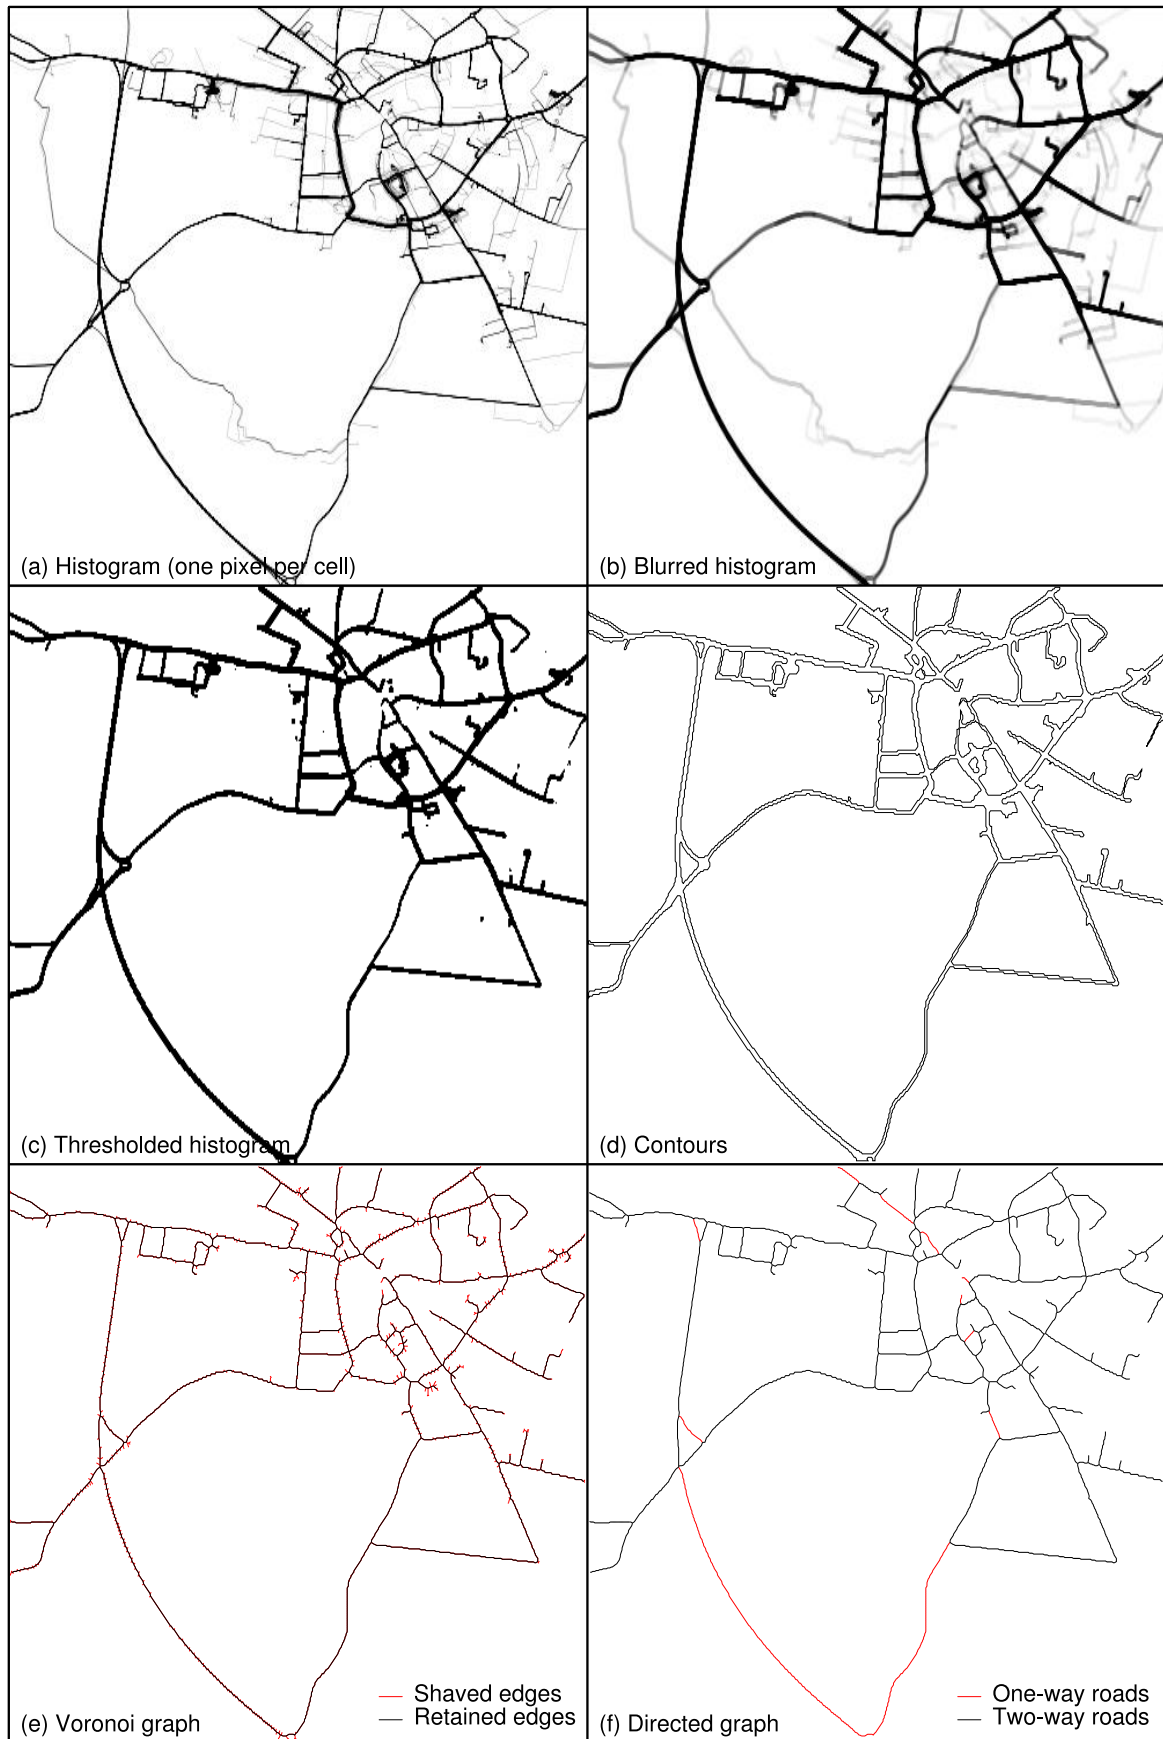 (a) Histogram (one pixel per cell)
(b) Blurred histogram
(c) Thresholded histogram
(d) Contours
Shaved edges
Retained edges
(e) Voronoi graph
One-way roads
Two-way roads
(f) Directed graph